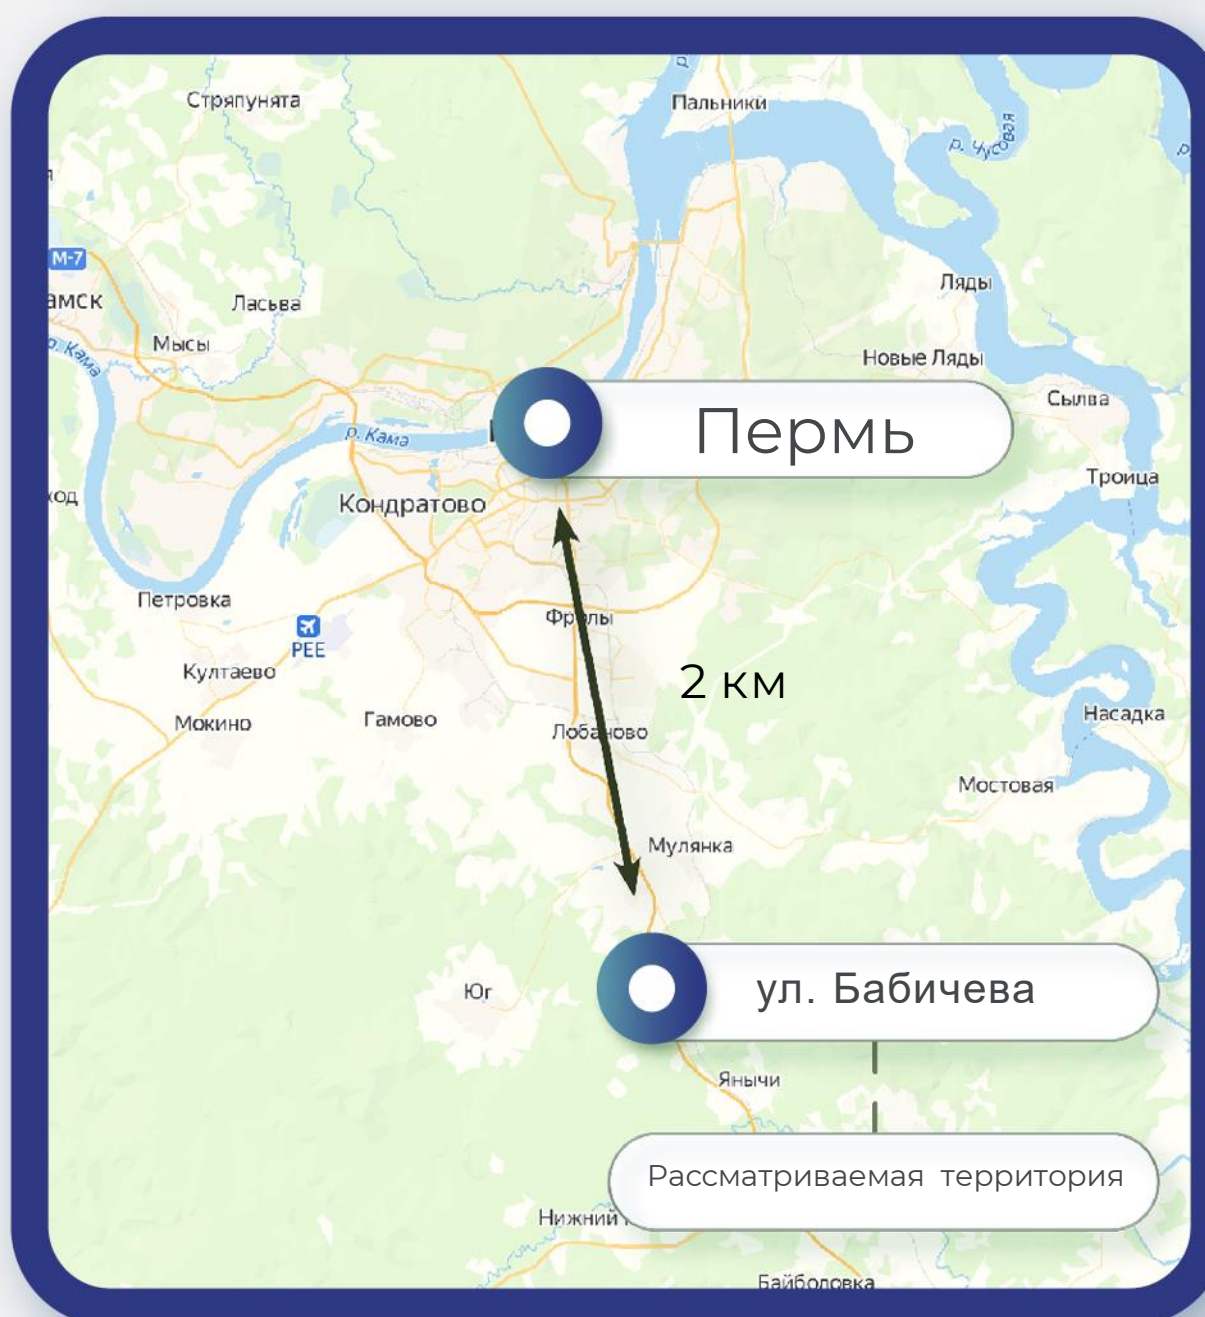 Стряпунята
Пальники
р. Чусовая
М-7
Ляды
Ласьва
Мысы
р. Кама
Новые Ляды
Сылва
Пермь
р. Кама
Троица
Кондратово
Петровка
Фролы
PEE
Култаево
2 км
Мокино
Гамово
Насадка
Лобаново
Мостовая
Мулянка
Юг
ул. Бабичева
Янычи
Рассматриваемая территория
Нижний
Байболовка